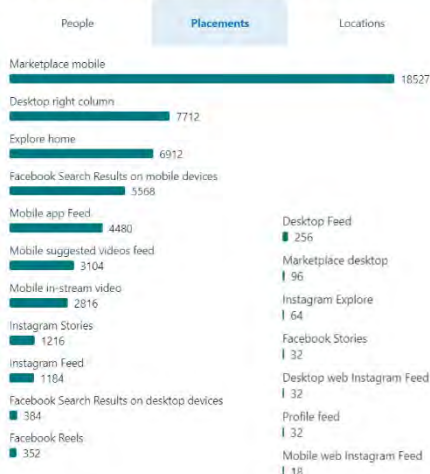 People
Placements
Locations
Marketplace mobile
18527
Desktop right column
7712
Explore home
6912
Facebook Search Results on mobile devices
5568
Mobile app Feed
4480
Mobile suggested videos feed
3104
Mobile in-stream video
2816
Instagram Stories
1216
Instagram Feed
1184
Facebook Search Results on desktop devices
384
Facebook Reels
352
Desktop Feed
256
Marketplace desktop
96
Instagram Explore
64
Facebook Stories
32
Desktop web Instagram Feed
32
Profile feed
32
Mobile web Instagram Feed
18